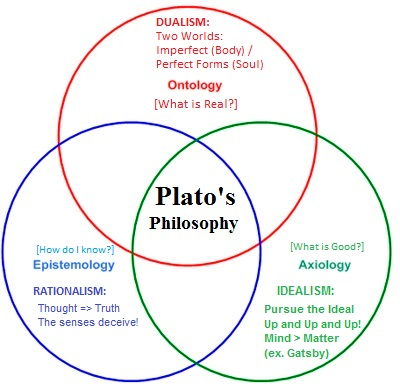 DUALISM:
Two Worlds:
Imperfect (Body) /
Perfect Forms (Soul)
Ontology
[What is Real?]
Plato's
Philosophy
[How do I know?]
Epistemology
RATIONALISM:
Thought => Truth
The senses deceive!
[What is Good?]
Axiology
IDEALISM:
Pursue the Ideal
Up and Up and Up!
Mind > Matter
(ex. Gatsby)